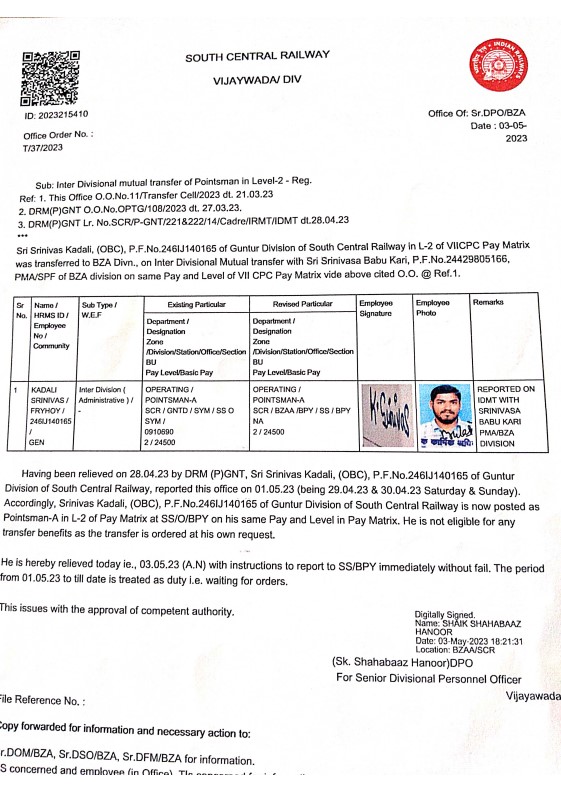 SOUTH CENTRAL RAILWAY
VIJAYWADA/ DIV
INDIAN RAILWAYS
ID: 2023215410
Office Of: Sr.DPO/BZA
Date : 03-05-
2023
Office Order No. :
T/37/2023
Sub: Inter Divisional mutual transfer of Pointsman in Level-2 - Reg.
Ref: 1. This Office O.O.No.11/Transfer Cell/2023 dt. 21.03.23
2. DRM(P)GNT O.O.No.OPTG/108/2023 dt. 27.03.23.
3. DRM(P)GNT Lr. No.SCR/P-GNT/221&222/14/Cadre/IRMT/IDMT dt.28.04.23
***
Sri Srinivas Kadali, (OBC), P.F.No.246IJ140165 of Guntur Division of South Central Railway in L-2 of VIICPC Pay Matrix
was transferred to BZA Divn., on Inter Divisional Mutual transfer with Sri Srinivasa Babu Kari, P.F.No.24429805166,
PMA/SPF of BZA division on same Pay and Level of VII CPC Pay Matrix vide above cited O.O. @ Ref.1.
Sr No.
Name / HRMS ID / Employee No / Community
Sub Type / W.E.F
Existing Particular
Revised Particular
Employee Signature
Employee Photo
Remarks
Department / Designation Zone /Division/Station/Office/Section BU Pay Level/Basic Pay
Department / Designation Zone /Division/Station/Office/Section BU Pay Level/Basic Pay
1
KADALI SRINIVAS / FRYHOY / 246IJ140165 / GEN
Inter Division ( Administrative ) / -
OPERATING / POINTSMAN-A SCR / GNTD / SYM / SS O SYM / 0910690 2 / 24500
OPERATING / POINTSMAN-A SCR / BZAA /BPY / SS / BPY NA 2 / 24500
K. Srinivas
REPORTED ON IDMT WITH SRINIVASA BABU KARI PMA/BZA DIVISION
Having been relieved on 28.04.23 by DRM (P)GNT, Sri Srinivas Kadali, (OBC), P.F.No.246IJ140165 of Guntur
Division of South Central Railway, reported this office on 01.05.23 (being 29.04.23 & 30.04.23 Saturday & Sunday).
Accordingly, Srinivas Kadali, (OBC), P.F.No.246IJ140165 of Guntur Division of South Central Railway is now posted as
Pointsman-A in L-2 of Pay Matrix at SS/O/BPY on his same Pay and Level in Pay Matrix. He is not eligible for any
transfer benefits as the transfer is ordered at his own request.
He is hereby relieved today ie., 03.05.23 (A.N) with instructions to report to SS/BPY immediately without fail. The period
from 01.05.23 to till date is treated as duty i.e. waiting for orders.
This issues with the approval of competent authority.
Digitally Signed.
Name: SHAIK SHAHABAAZ
HANOOR
Date: 03-May-2023 18:21:31
Location: BZAA/SCR
(Sk. Shahabaaz Hanoor)DPO
For Senior Divisional Personnel Officer
Vijayawada
File Reference No. :
Copy forwarded for information and necessary action to:
r.DOM/BZA, Sr.DSO/BZA, Sr.DFM/BZA for information.
S concerned and employee (in Office),